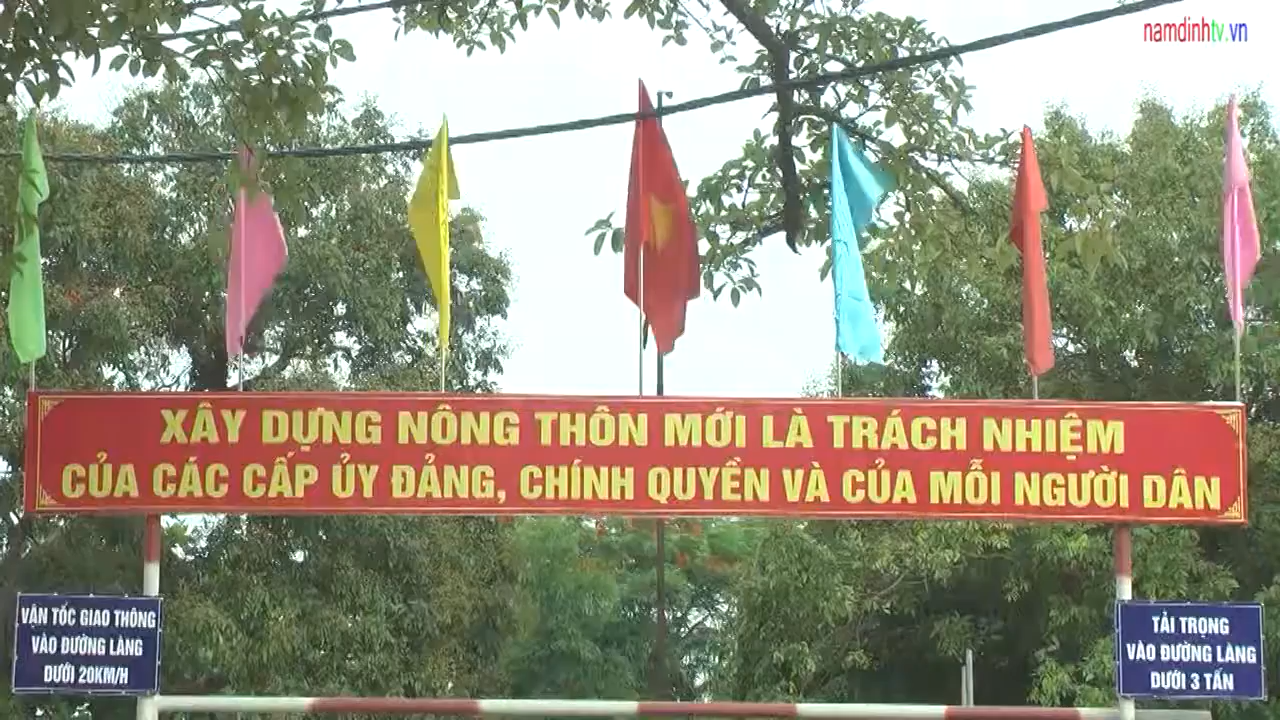 namdinhtv.vn
XÂY DỰNG NÔNG THÔN MỚI LÀ TRÁCH NHIỆM
CỦA CÁC CẤP ỦY ĐẢNG, CHÍNH QUYỀN VÀ CỦA MỖI NGƯỜI DÂN
VẬN TỐC GIAO THÔNG
VÀO ĐƯỜNG LÀNG
DƯỚI 20KM/H
TẢI TRỌNG
VÀO ĐƯỜNG LÀNG
DƯỚI 3 TẤN